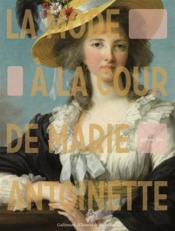 LA MODE
À LA COUR
DE MARIE
ANTOINETTE